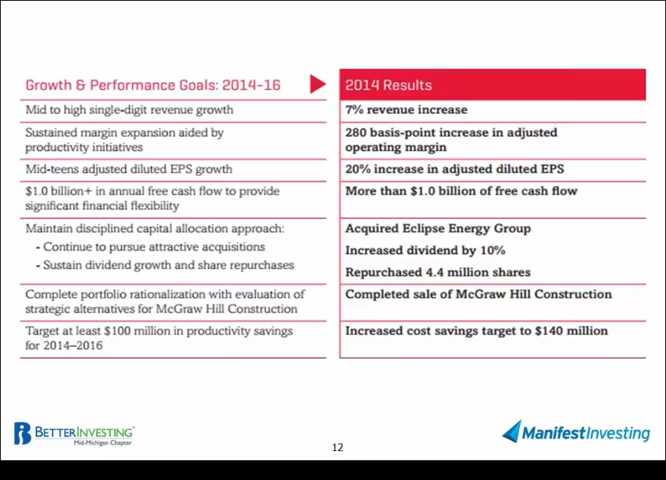 Growth & Performance Goals: 2014-16
2014 Results
Mid to high single-digit revenue growth
7% revenue increase
Sustained margin expansion aided by
productivity initiatives
280 basis-point increase in adjusted
operating margin
Mid-teens adjusted diluted EPS growth
20% increase in adjusted diluted EPS
$1.0 billion+ in annual free cash flow to provide
significant financial flexibility
More than $1.0 billion of free cash flow
Maintain disciplined capital allocation approach:
- Continue to pursue attractive acquisitions
- Sustain dividend growth and share repurchases
Acquired Eclipse Energy Group
Increased dividend by 10%
Repurchased 4.4 million shares
Complete portfolio rationalization with evaluation of
strategic alternatives for McGraw Hill Construction
Completed sale of McGraw Hill Construction
Target at least $100 million in productivity savings
for 2014–2016
Increased cost savings target to $140 million
BETTERINVESTING™
Mid-Michigan Chapter
12
ManifestInvesting